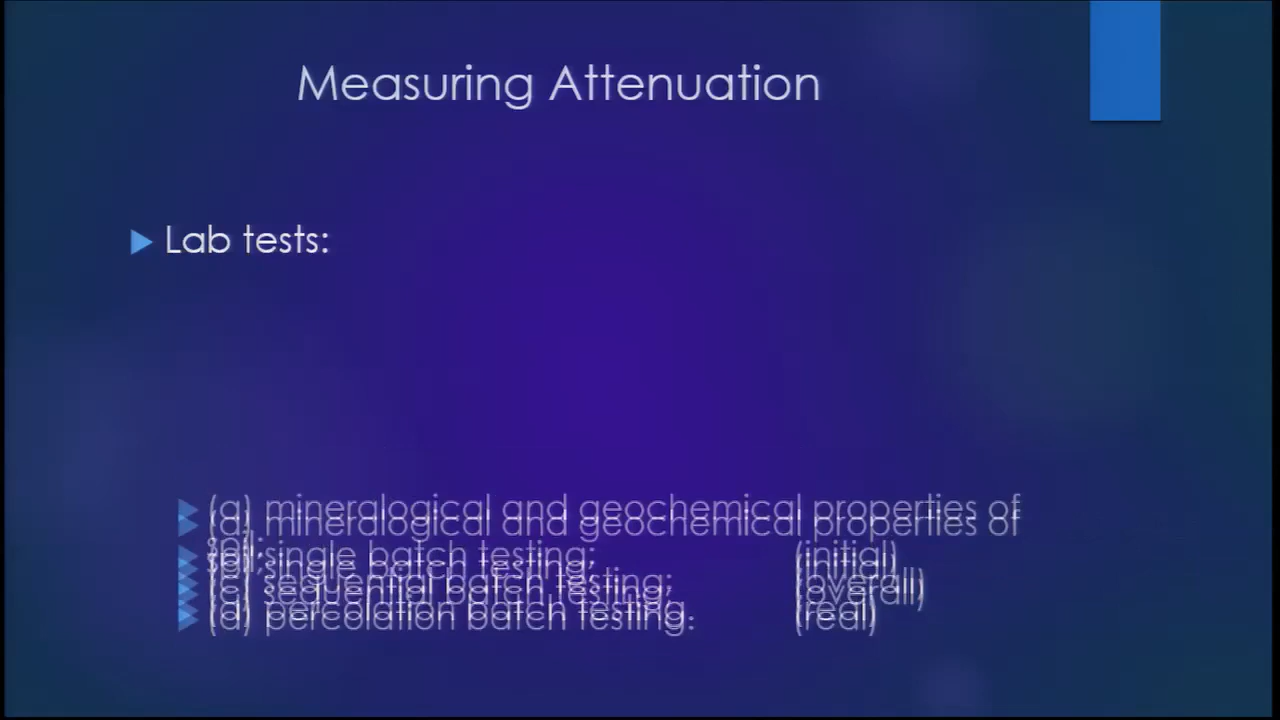 Measuring Attenuation
Lab tests:
(a) mineralogical and geochemical properties of
soil;
single batch testing; (initial)
(c) sequential batch testing; (overall)
(d) percolation batch testing. (real)